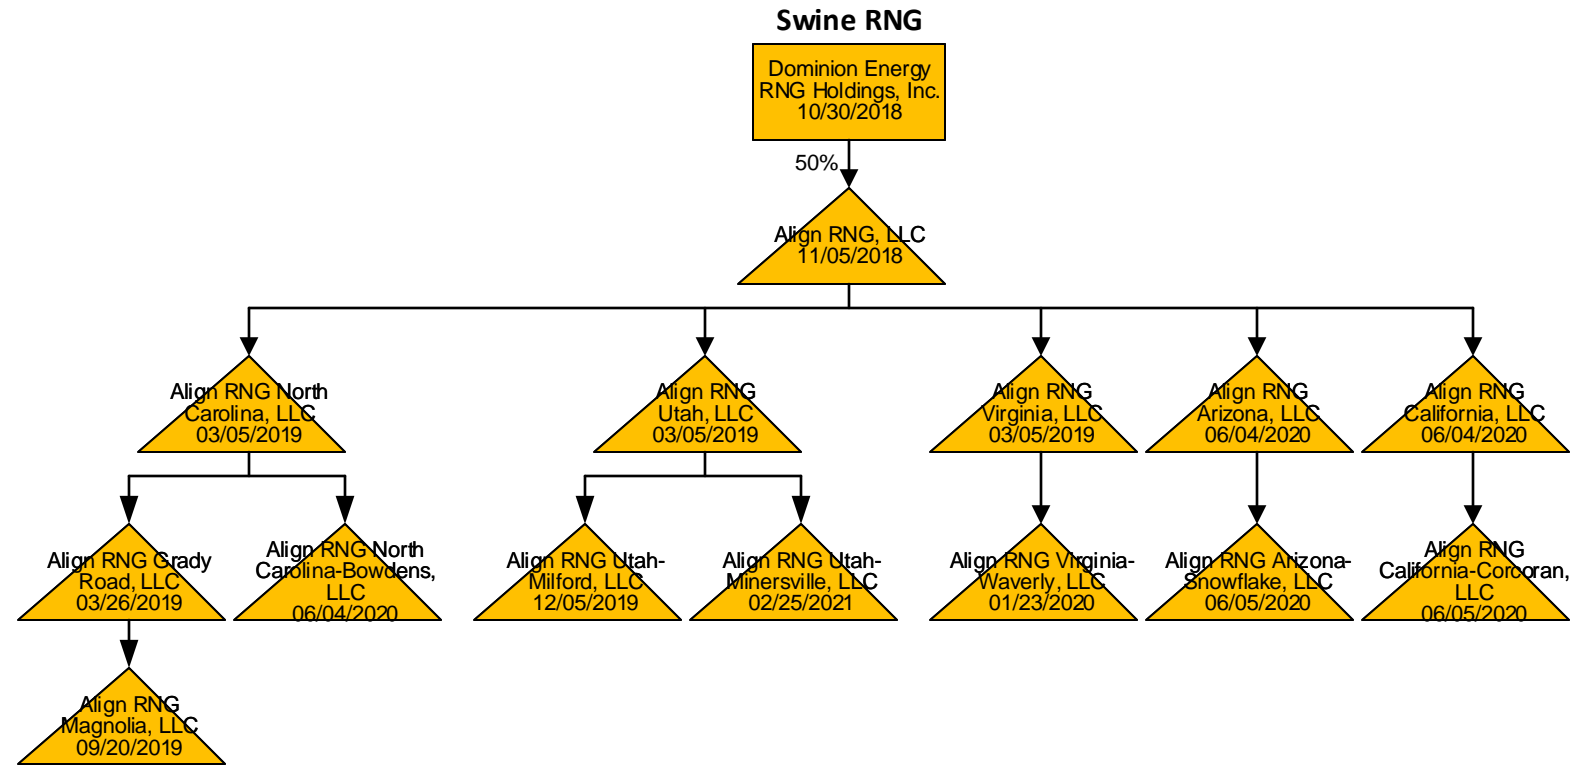 Swine RNG
Dominion Energy
RNG Holdings, Inc.
10/30/2018
50%
Align RNG, LLC
11/05/2018
Align RNG North
Carolina, LLC
03/05/2019
Align RNG
Utah, LLC
03/05/2019
Align RNG
Virginia, LLC
03/05/2019
Align RNG
Arizona, LLC
06/04/2020
Align RNG
California, LLC
06/04/2020
Align RNG Grady
Road, LLC
03/26/2019
Align RNG North
Carolina-Bowdens,
LLC
06/04/2020
Align RNG Utah-
Milford, LLC
12/05/2019
Align RNG Utah-
Minersville, LLC
02/25/2021
Align RNG Virginia-
Waverly, LLC
01/23/2020
Align RNG Arizona-
Snowflake, LLC
06/05/2020
Align RNG
California-Corcoran,
LLC
06/05/2020
Align RNG
Magnolia, LLC
09/20/2019